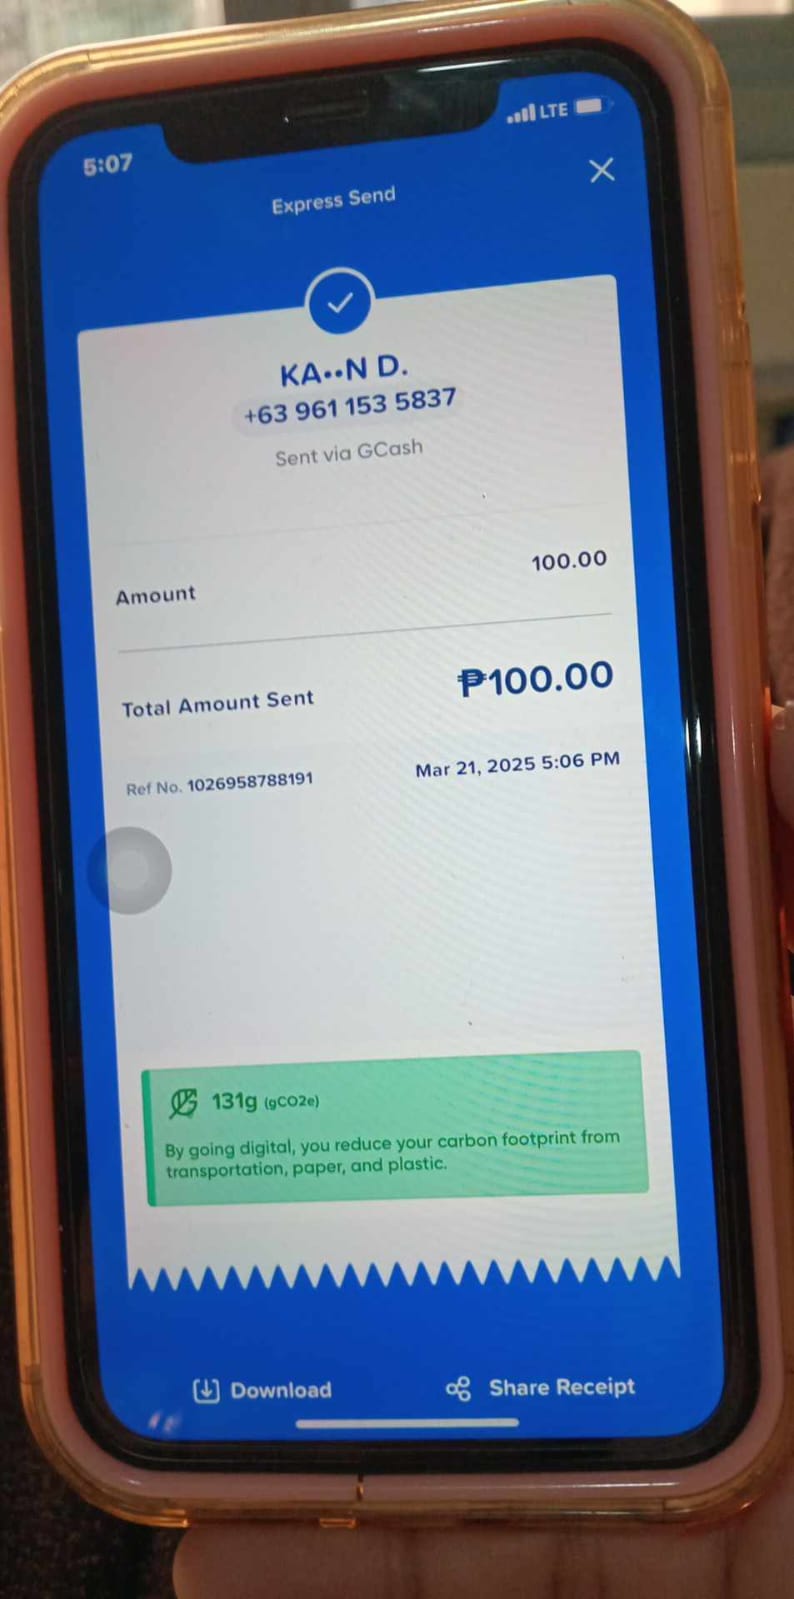 5:07
LTE
Express Send
KA••N D.
+63 961 153 5837
Sent via GCash
Amount 100.00
Total Amount Sent ₱100.00
Ref No. 1026958788191 Mar 21, 2025 5:06 PM
131g (gCO2e)
By going digital, you reduce your carbon footprint from
transportation, paper, and plastic.
Download Share Receipt